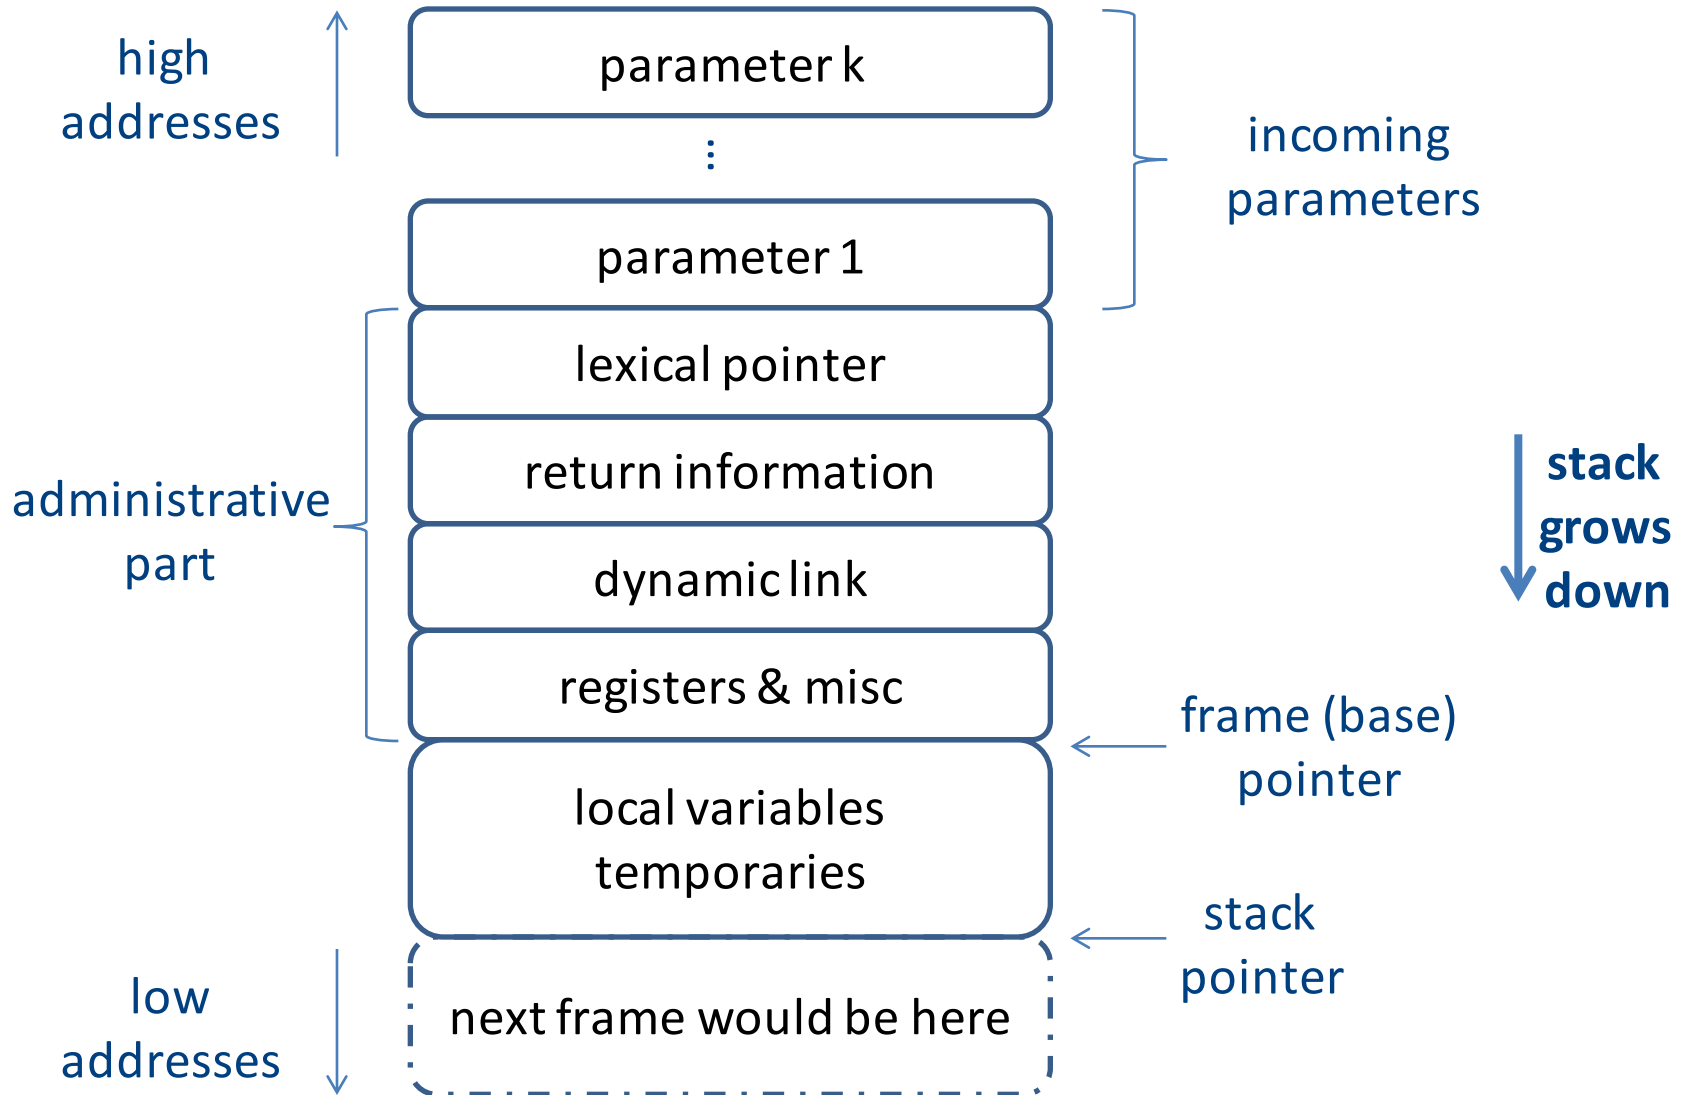 high
addresses
parameter k
incoming
parameters
⋮
parameter 1
lexical pointer
return information
administrative
part
dynamic link
stack
grows
down
registers & misc
frame (base)
pointer
local variables
temporaries
stack
pointer
low
addresses
next frame would be here